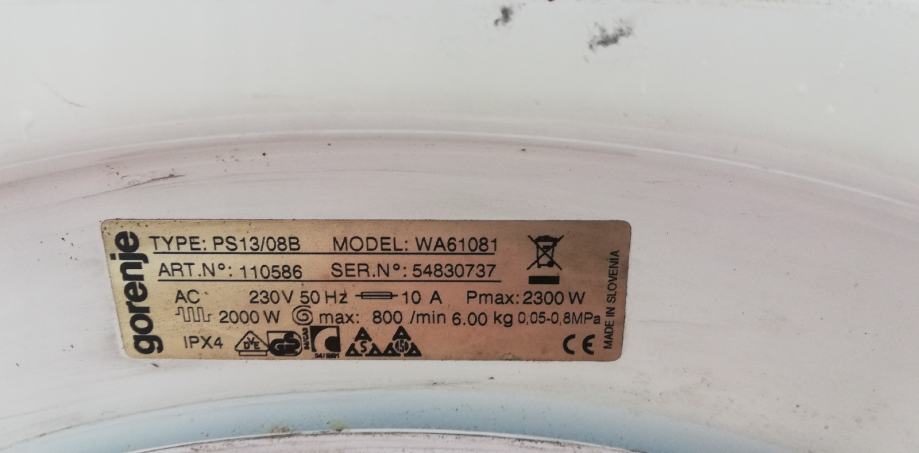 gorenje
TYPE: PS13/08B MODEL: WA61081
ART.N°: 110586 SER.N°: 54830737
AC 230V 50 Hz 10 A Pmax: 2300 W
2000 W max: 800 /min 6.00 kg 0,05-0,8MPa
IPX4 CE
MADE IN SLOVENIA